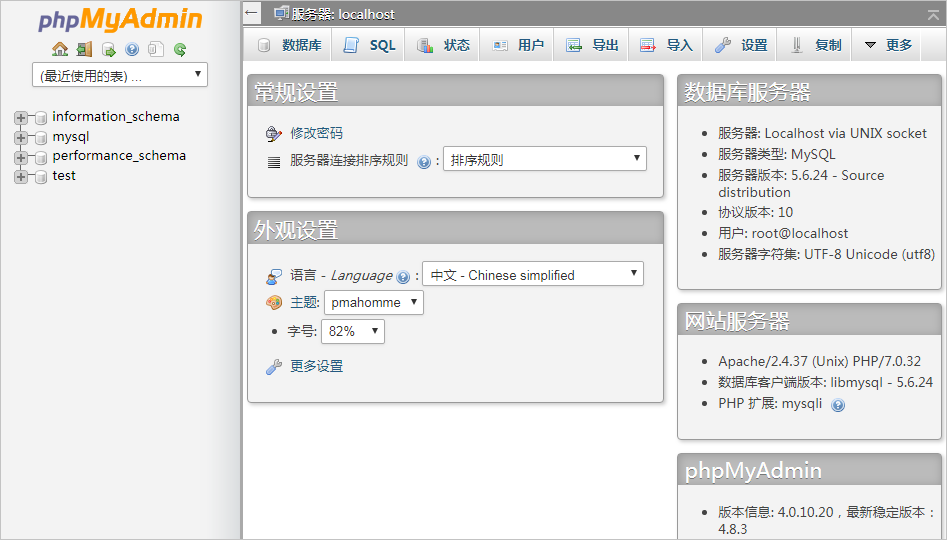 phpMyAdmin
(最近使用的表) ...
information_schema
mysql
performance_schema
test
服务器: localhost
数据库
SQL
状态
用户
导出
导入
设置
复制
更多
常规设置
修改密码
服务器连接排序规则 : 排序规则
外观设置
语言 - Language : 中文 - Chinese simplified
主题: pmahomme
字号: 82%
更多设置
数据库服务器
服务器: Localhost via UNIX socket
服务器类型: MySQL
服务器版本: 5.6.24 - Source
distribution
协议版本: 10
用户: root@localhost
服务器字符集: UTF-8 Unicode (utf8)
网站服务器
Apache/2.4.37 (Unix) PHP/7.0.32
数据库客户端版本: libmysql - 5.6.24
PHP 扩展: mysqli
phpMyAdmin
版本信息: 4.0.10.20，最新稳定版本：
4.8.3